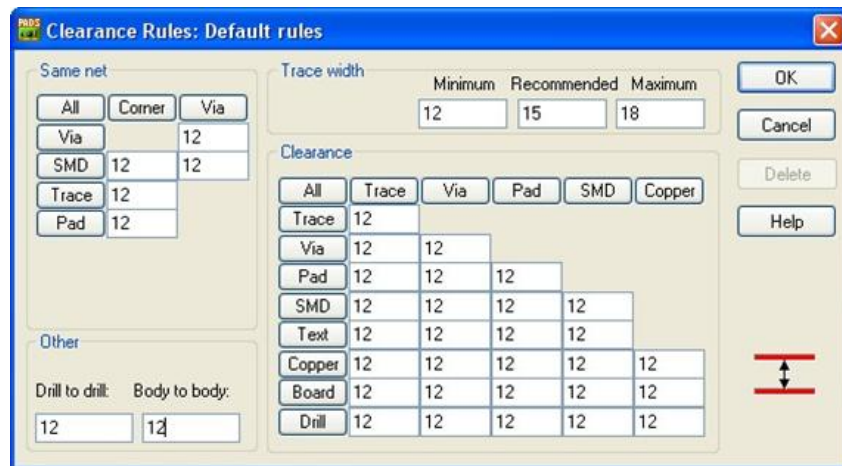 PADS
Clearance Rules: Default rules
Same net
All Corner Via
Via 12
SMD 12 12
Trace 12
Pad 12
Other
Drill to drill: Body to body:
12 12
Trace width
Minimum Recommended Maximum
12 15 18
Clearance
All Trace Via Pad SMD Copper
Trace 12
Via 12 12
Pad 12 12 12
SMD 12 12 12 12
Text 12 12 12 12
Copper 12 12 12 12 12
Board 12 12 12 12 12
Drill 12 12 12 12 12
OK
Cancel
Delete
Help